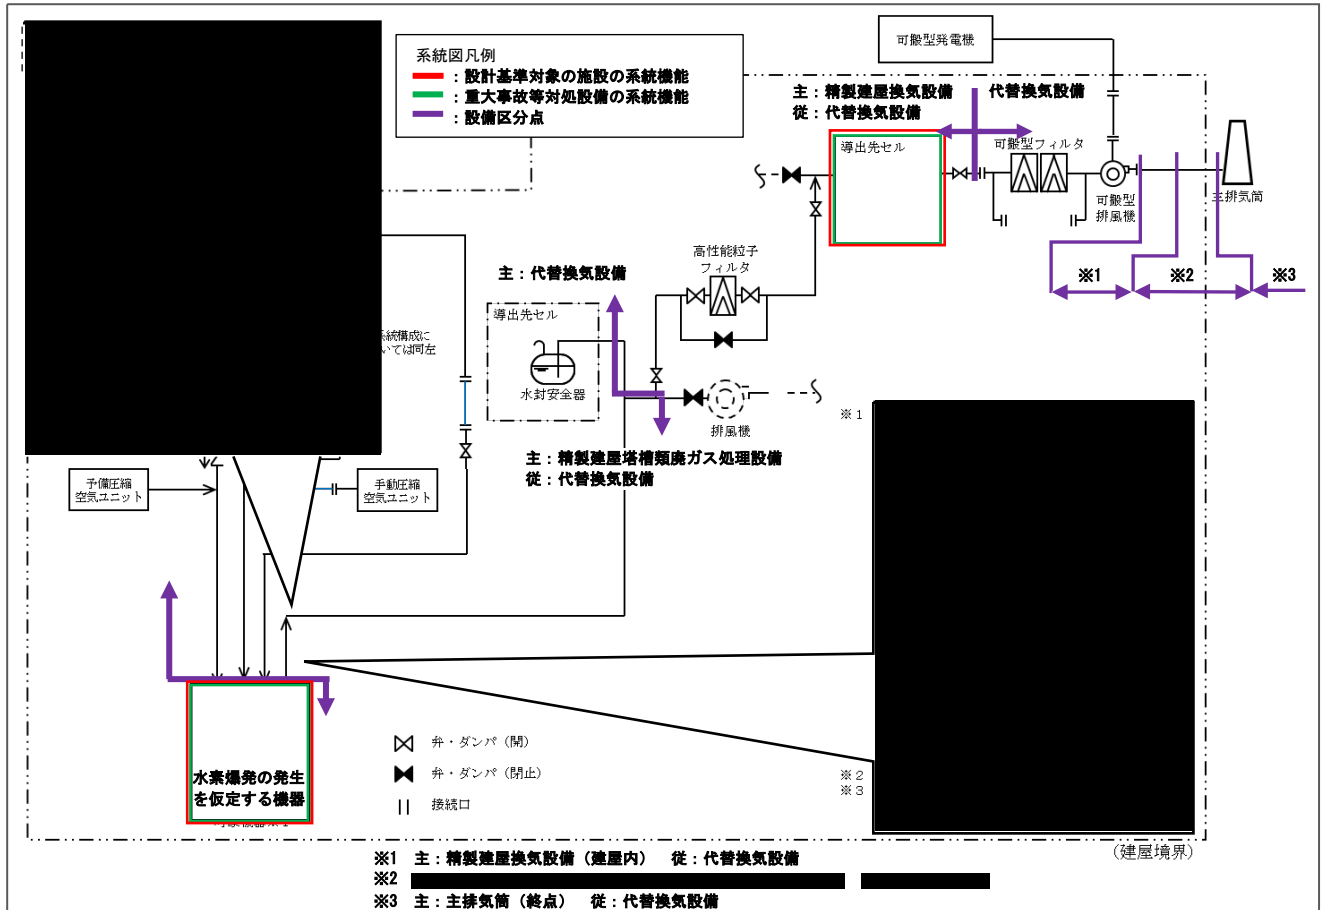 系統図凡例
：設計基準対象の施設の系統機能
：重大事故等対処設備の系統機能
：設備区分点
可搬型発電機
主：精製建屋換気設備
従：代替換気設備
代替換気設備
導出先セル
可搬型フィルタ
可搬型
排風機
主排気筒
※1
※2
※3
高性能粒子
フィルタ
主：代替換気設備
導出先セル
水封安全器
系統構成に
いては同左
排風機
※１
主：精製建屋塔槽類廃ガス処理設備
従：代替換気設備
予備圧縮
空気ユニット
手動圧縮
空気ユニット
水素爆発の発生
を仮定する機器
弁・ダンパ（開）
弁・ダンパ（閉止）
接続口
※２
※３
（建屋境界）
※1　主：精製建屋換気設備（建屋内）　従：代替換気設備
※2
※3　主：主排気筒（終点）　従：代替換気設備